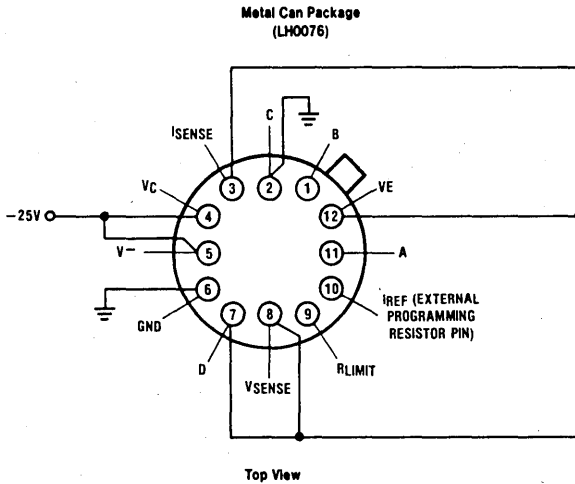 Metal Can Package
(LH0076)
C
B
ISENSE
3
2
1
VC
VE
-25V
4
12
V-
5
11
A
6
10
IREF (EXTERNAL
PROGRAMMING
RESISTOR PIN)
GND
7
8
9
D
VSENSE
RLIMIT
Top View